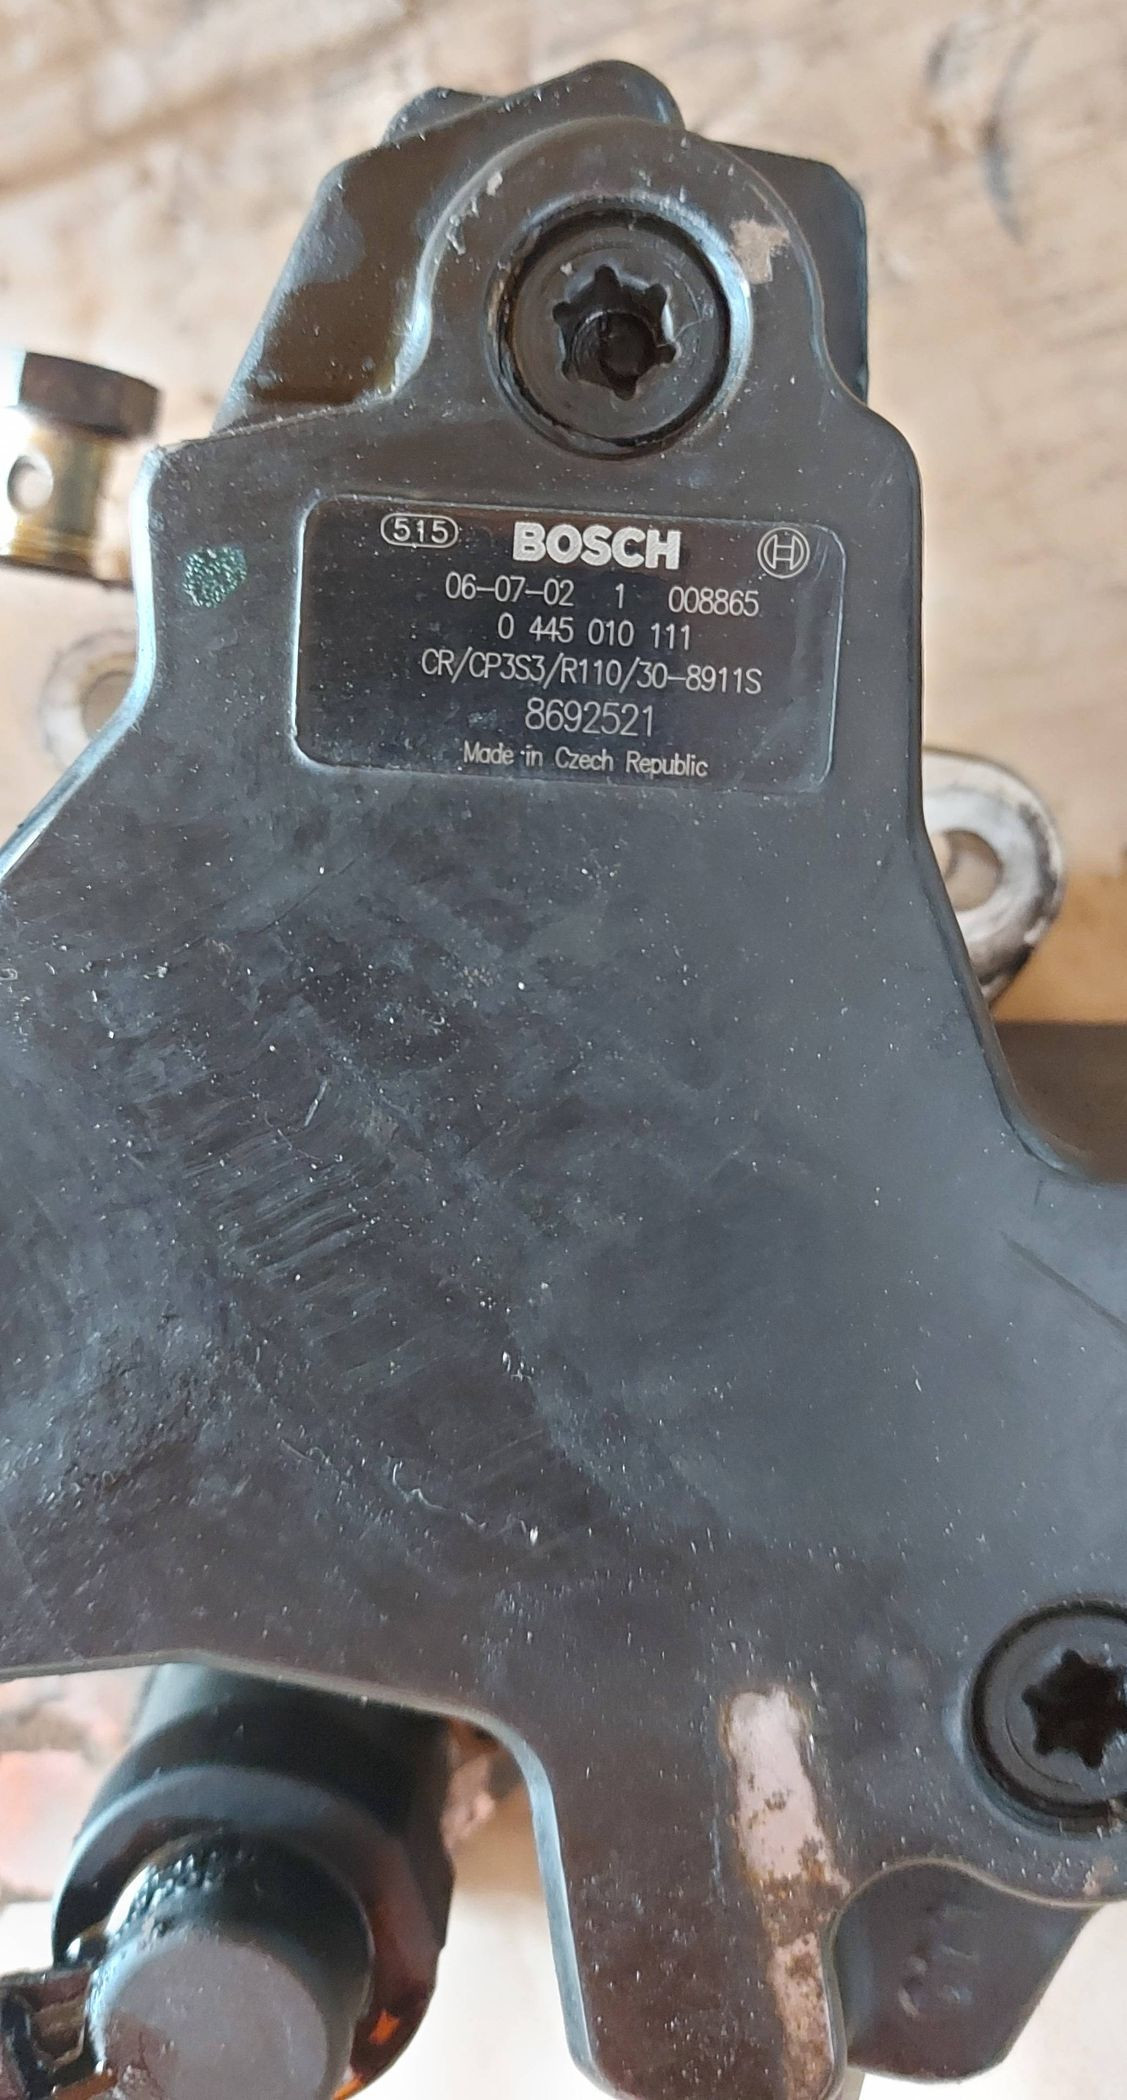 515 BOSCH H
06-07-02 1 008865
0 445 010 111
CR/CP3S3/R110/30-8911S
8692521
Made in Czech Republic